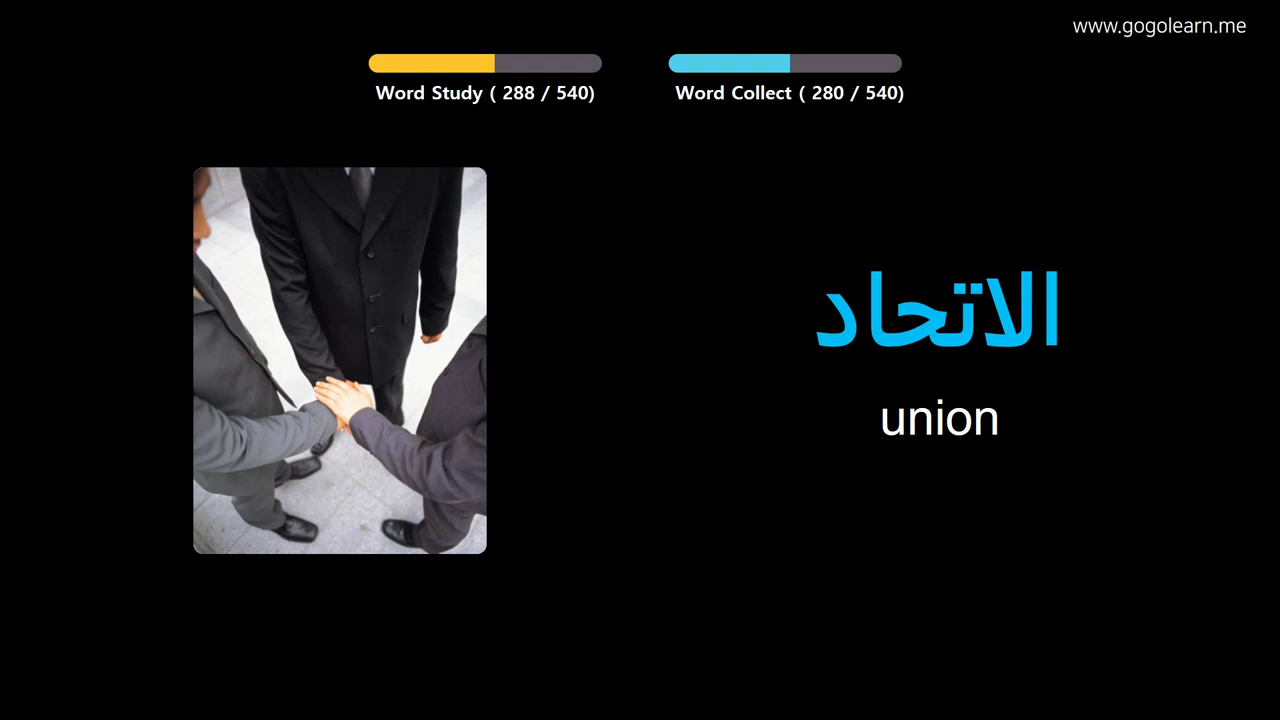 www.gogolearn.me
Word Study ( 288 / 540)
Word Collect ( 280 / 540)
الاتحاد
union